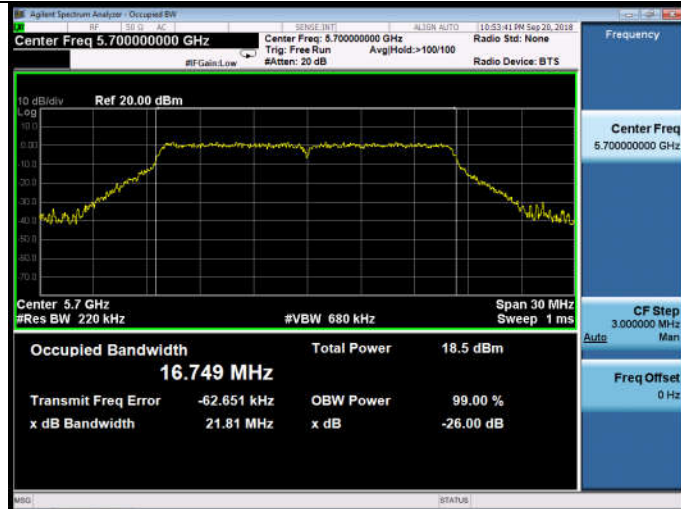 Agilent Spectrum Analyzer - Occupied BW
RF 50 Ω AC SENSE:INT ALIGN AUTO 10:53:41 PM Sep 20, 2018
Center Freq 5.700000000 GHz
Center Freq: 5.700000000 GHz
Radio Std: None
Trig: Free Run Avg|Hold:>100/100
#IFGain:Low #Atten: 20 dB
Radio Device: BTS
Frequency
10 dB/div Ref 20.00 dBm
Log
10.0
0.00
-10.0
-20.0
-30.0
-40.0
-50.0
-60.0
-70.0
Center 5.7 GHz Span 30 MHz
#Res BW 220 kHz #VBW 680 kHz Sweep 1 ms
Center Freq
5.700000000 GHz
CF Step
3.000000 MHz
Auto Man
Freq Offset
0 Hz
Occupied Bandwidth Total Power 18.5 dBm
16.749 MHz
Transmit Freq Error -62.651 kHz OBW Power 99.00 %
x dB Bandwidth 21.81 MHz x dB -26.00 dB
MSG STATUS